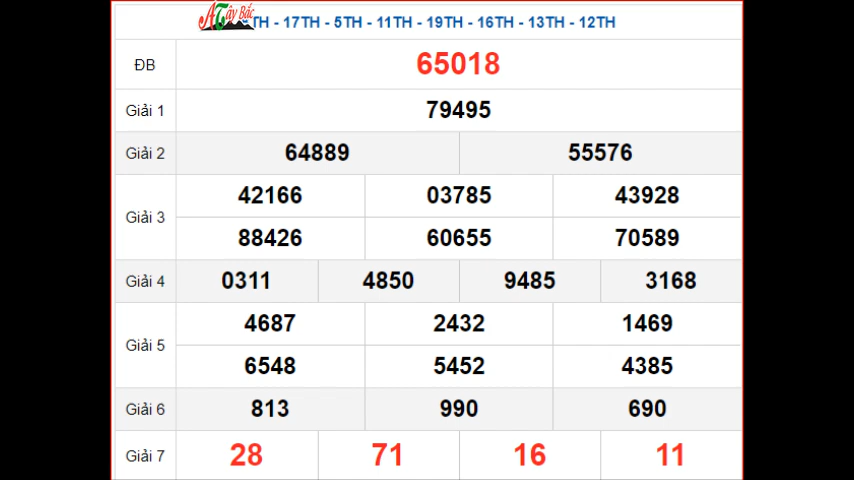 ATây Bắc
TH - 17TH - 5TH - 11TH - 19TH - 16TH - 13TH - 12TH
ĐB 65018
Giải 1 79495
Giải 2 64889 55576
Giải 3 42166 03785 43928
88426 60655 70589
Giải 4 0311 4850 9485 3168
Giải 5 4687 2432 1469
6548 5452 4385
Giải 6 813 990 690
Giải 7 28 71 16 11